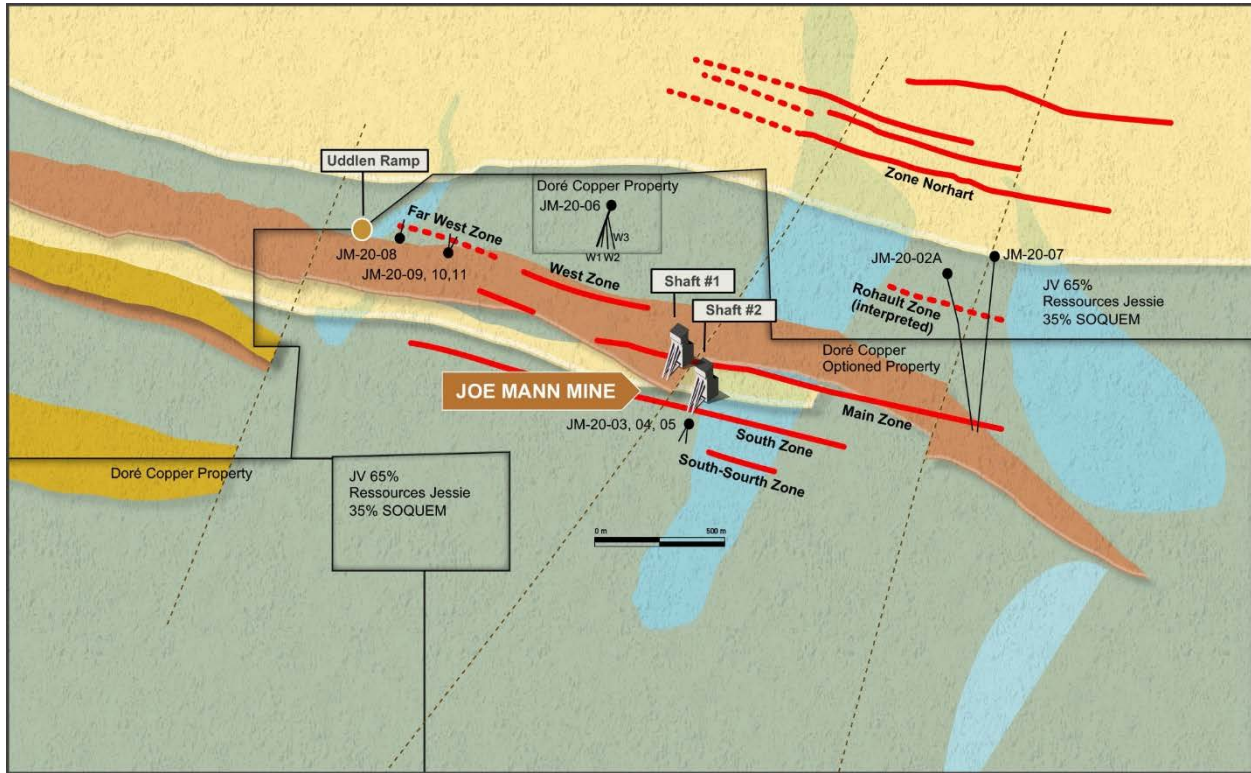 Uddlen Ramp
Doré Copper Property
JM-20-06
W3
W1 W2
Far West Zone
JM-20-08
JM-20-09, 10,11
West Zone
Shaft #1
Shaft #2
Zone Norhart
JM-20-02A
JM-20-07
Rohault Zone
(interpreted)
JV 65%
Ressources Jessie
35% SOQUEM
Doré Copper
Optioned Property
JOE MANN MINE
Main Zone
JM-20-03, 04, 05
South Zone
South-Sourth Zone
Doré Copper Property
JV 65%
Ressources Jessie
35% SOQUEM
0 m 500 m